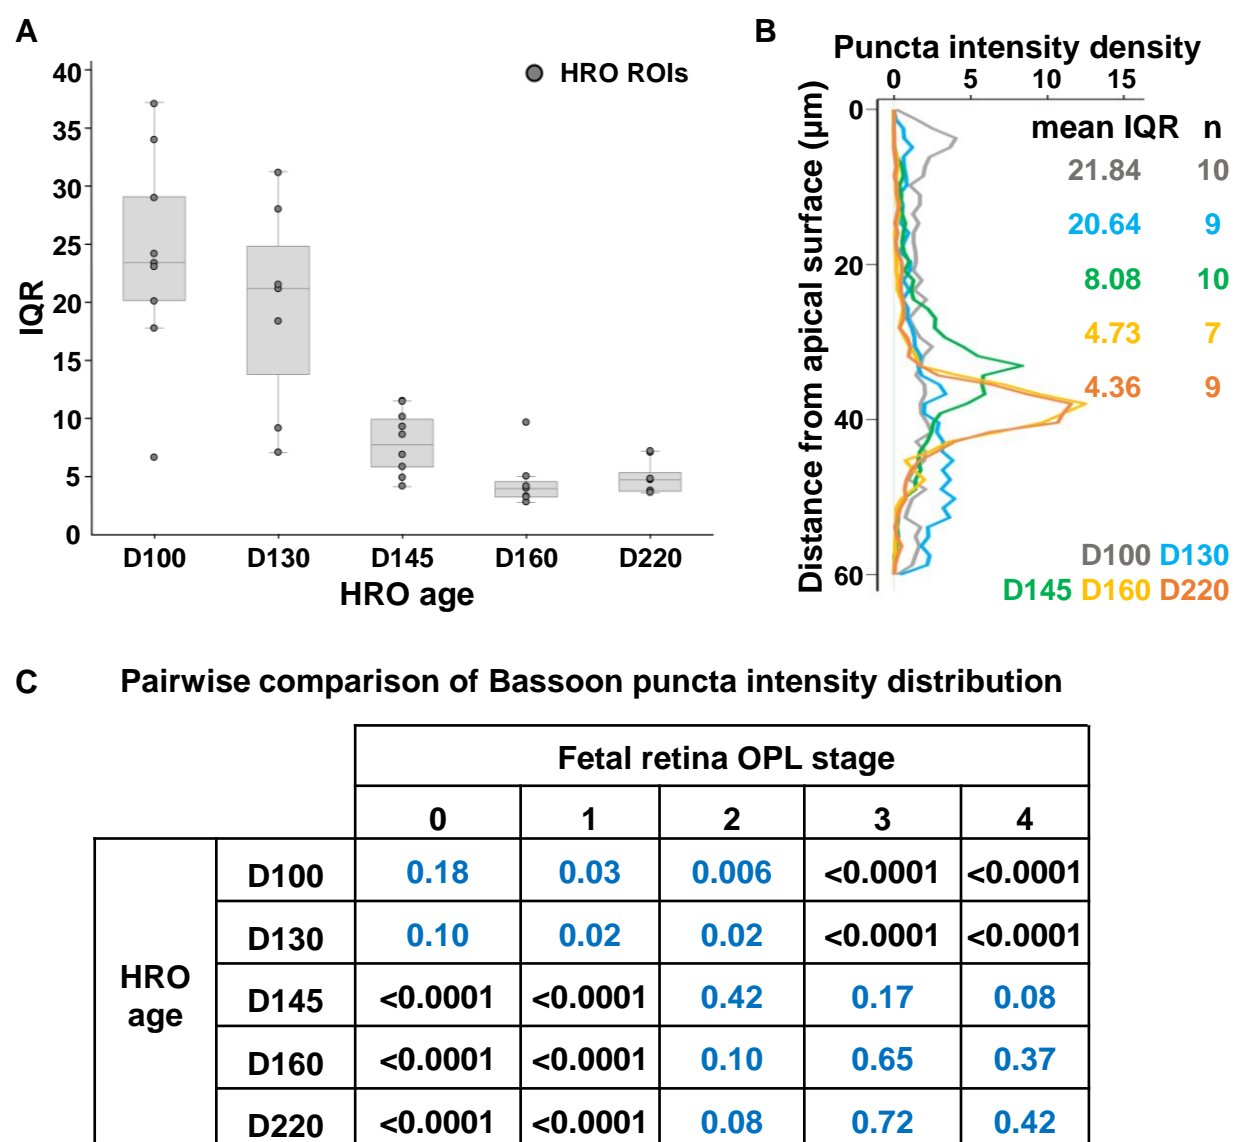 A
40
35
30
25
20
15
10
5
0
IQR
HRO ROIs
D100 D130 D145 D160 D220
HRO age
B
Puncta intensity density
0 5 10 15
Distance from apical surface (µm)
0
20
40
60
mean IQR n
21.84 10
20.64 9
8.08 10
4.73 7
4.36 9
D100 D130
D145 D160 D220
C Pairwise comparison of Bassoon puncta intensity distribution
Fetal retina OPL stage
0 1 2 3 4
HRO
age
D100 0.18 0.03 0.006 <0.0001 <0.0001
D130 0.10 0.02 0.02 <0.0001 <0.0001
D145 <0.0001 <0.0001 0.42 0.17 0.08
D160 <0.0001 <0.0001 0.10 0.65 0.37
D220 <0.0001 <0.0001 0.08 0.72 0.42